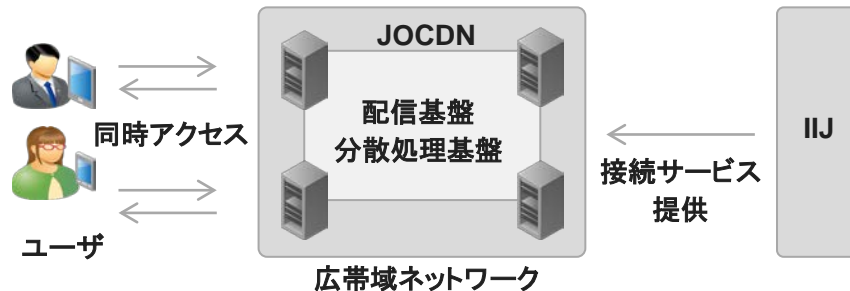 JOCDN
配信基盤
分散処理基盤
同時アクセス
ユーザ
広帯域ネットワーク
接続サービス
提供
IIJ